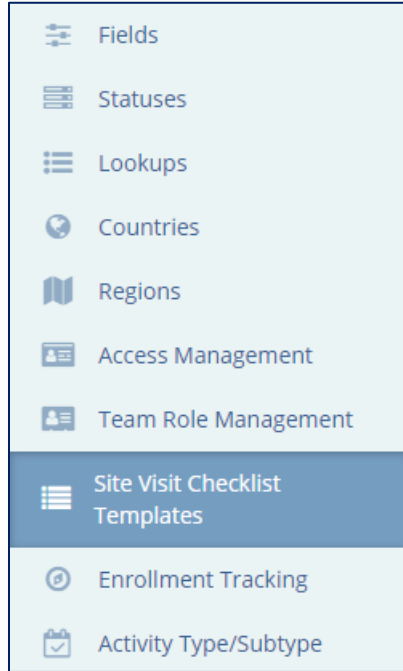 Fields
Statuses
Lookups
Countries
Regions
Access Management
Team Role Management
Site Visit Checklist
Templates
Enrollment Tracking
Activity Type/Subtype